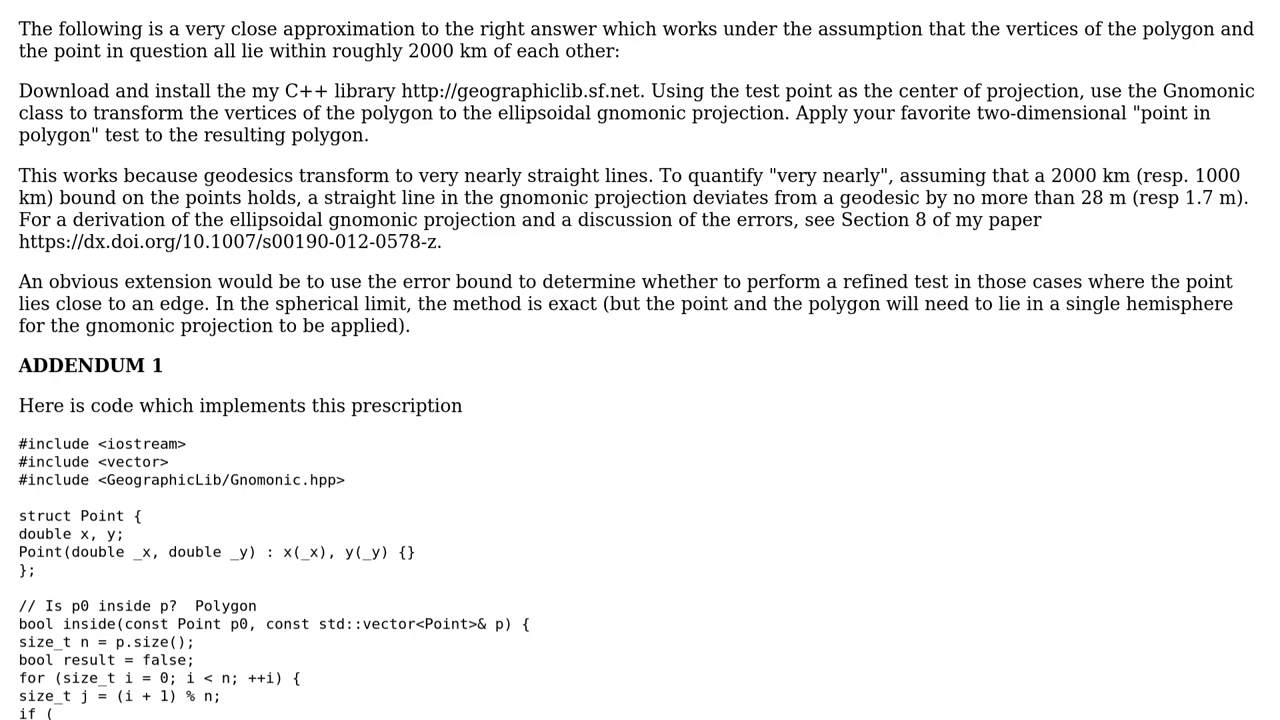 The following is a very close approximation to the right answer which works under the assumption that the vertices of the polygon and
the point in question all lie within roughly 2000 km of each other:
Download and install the my C++ library http://geographiclib.sf.net. Using the test point as the center of projection, use the Gnomonic
class to transform the vertices of the polygon to the ellipsoidal gnomonic projection. Apply your favorite two-dimensional "point in
polygon" test to the resulting polygon.
This works because geodesics transform to very nearly straight lines. To quantify "very nearly", assuming that a 2000 km (resp. 1000
km) bound on the points holds, a straight line in the gnomonic projection deviates from a geodesic by no more than 28 m (resp 1.7 m).
For a derivation of the ellipsoidal gnomonic projection and a discussion of the errors, see Section 8 of my paper
https://dx.doi.org/10.1007/s00190-012-0578-z.
An obvious extension would be to use the error bound to determine whether to perform a refined test in those cases where the point
lies close to an edge. In the spherical limit, the method is exact (but the point and the polygon will need to lie in a single hemisphere
for the gnomonic projection to be applied).
ADDENDUM 1
Here is code which implements this prescription
#include <iostream>
#include <vector>
#include <GeographicLib/Gnomonic.hpp>
struct Point {
double x, y;
Point(double _x, double _y) : x(_x), y(_y) {}
};
// Is p0 inside p?  Polygon
bool inside(const Point p0, const std::vector<Point>& p) {
size_t n = p.size();
bool result = false;
for (size_t i = 0; i < n; ++i) {
size_t j = (i + 1) % n;
if (